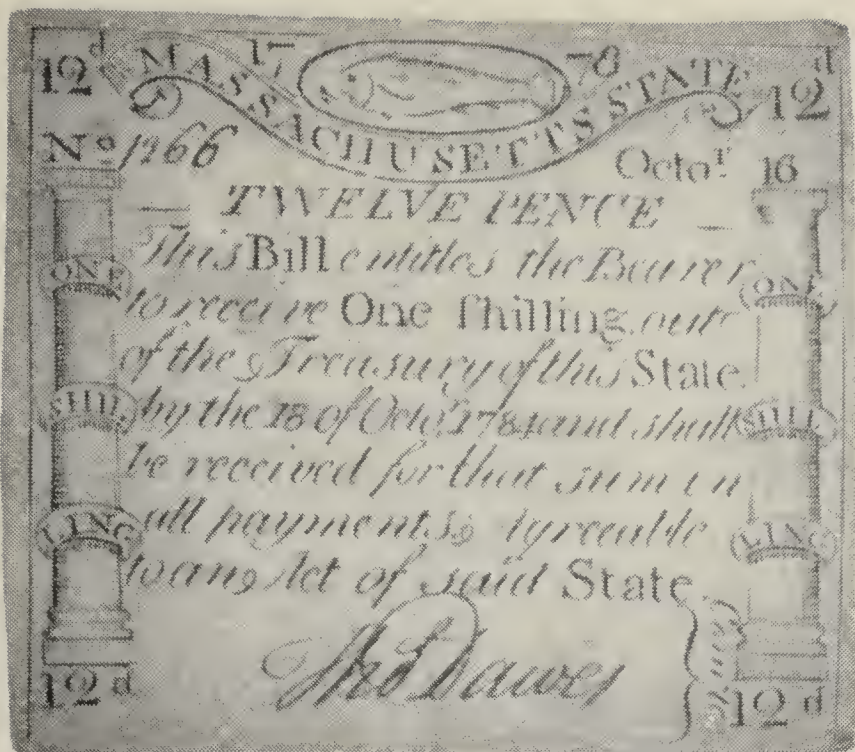 12d 17 78 12d
MASSACHUSETTS STATE
No 1266 Octor 16
TWELVE PENCE
This Bill entitles the Bearer
to receive One Shilling out
of the Treasury of this State
by the 18 of Octor 1784 and shall
be received for that sum in
all payments Agreeable
to an Act of said State
ONE SHIL LING
ONE SHIL LING
Tho Dawes
12d 12d